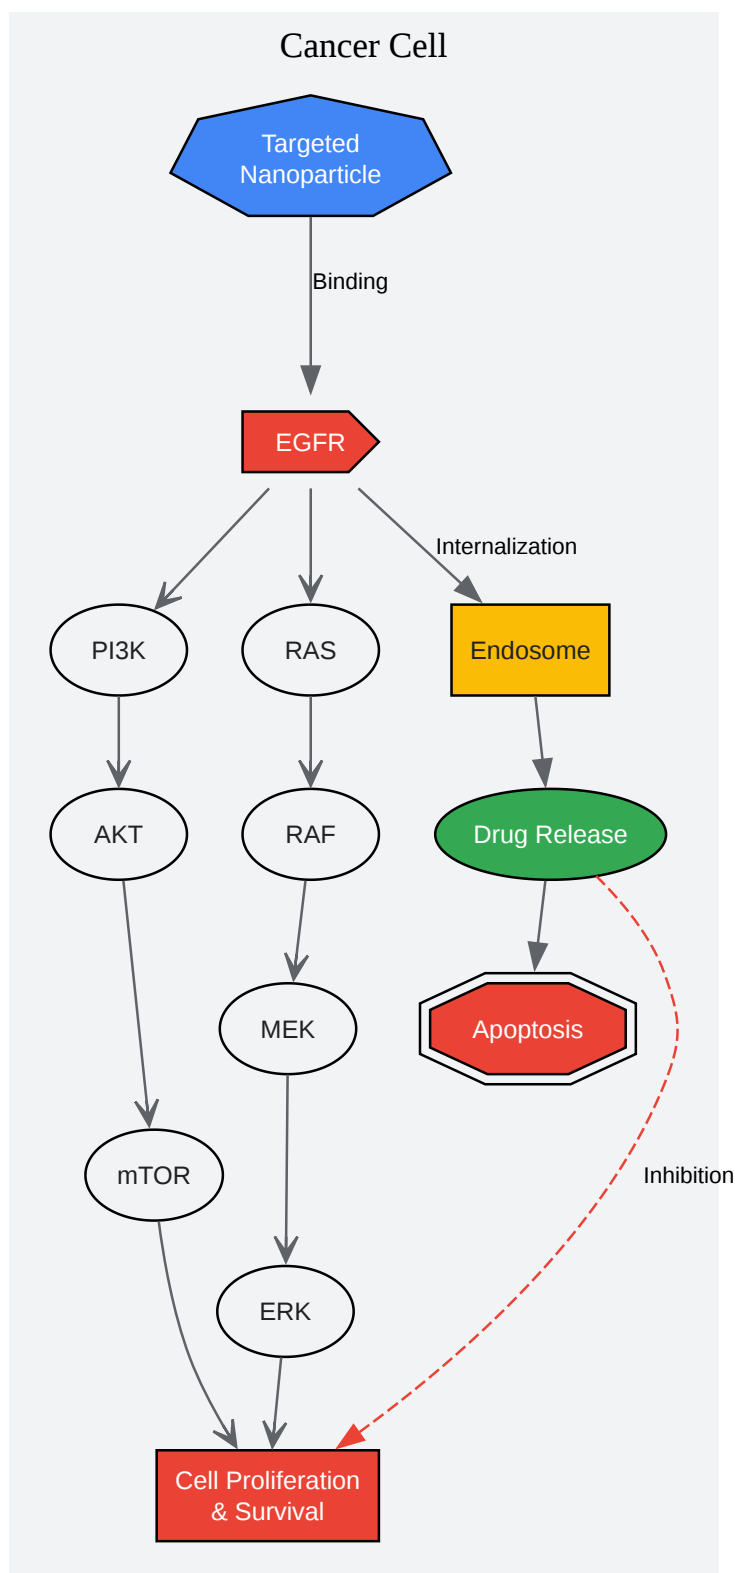 Cancer Cell
Targeted
Nanoparticle
Binding
EGFR
Internalization
PI3K
RAS
Endosome
AKT
RAF
Drug Release
MEK
Apoptosis
mTOR
Inhibition
ERK
Cell Proliferation
& Survival